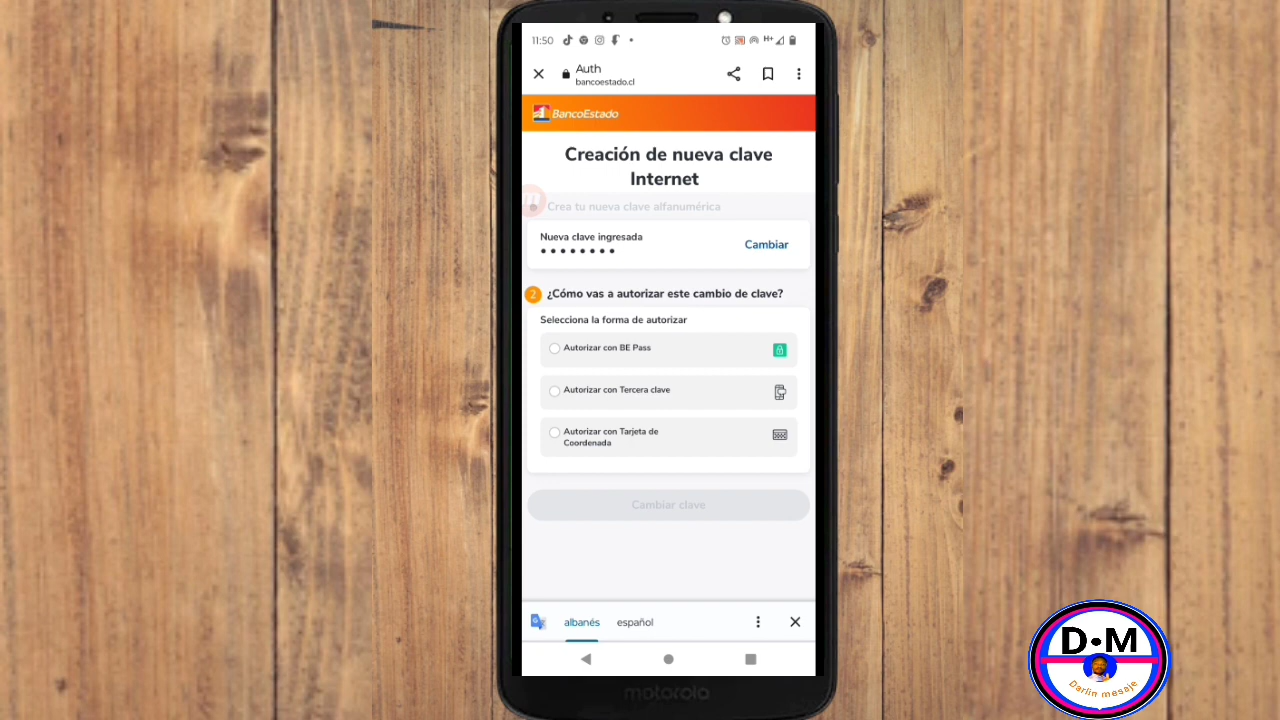 11:50
H+
Auth
bancoestado.cl
BancoEstado
Creación de nueva clave
Internet
Crea tu nueva clave alfanumérica
Nueva clave ingresada
Cambiar
2 ¿Cómo vas a autorizar este cambio de clave?
Selecciona la forma de autorizar
Autorizar con BE Pass
Autorizar con Tercera clave
Autorizar con Tarjeta de
Coordenada
Cambiar clave
albanés español
motorola
D•M
Darlin mesaje